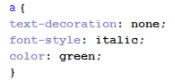 a {
text-decoration: none;
font-style: italic;
color: green;
}